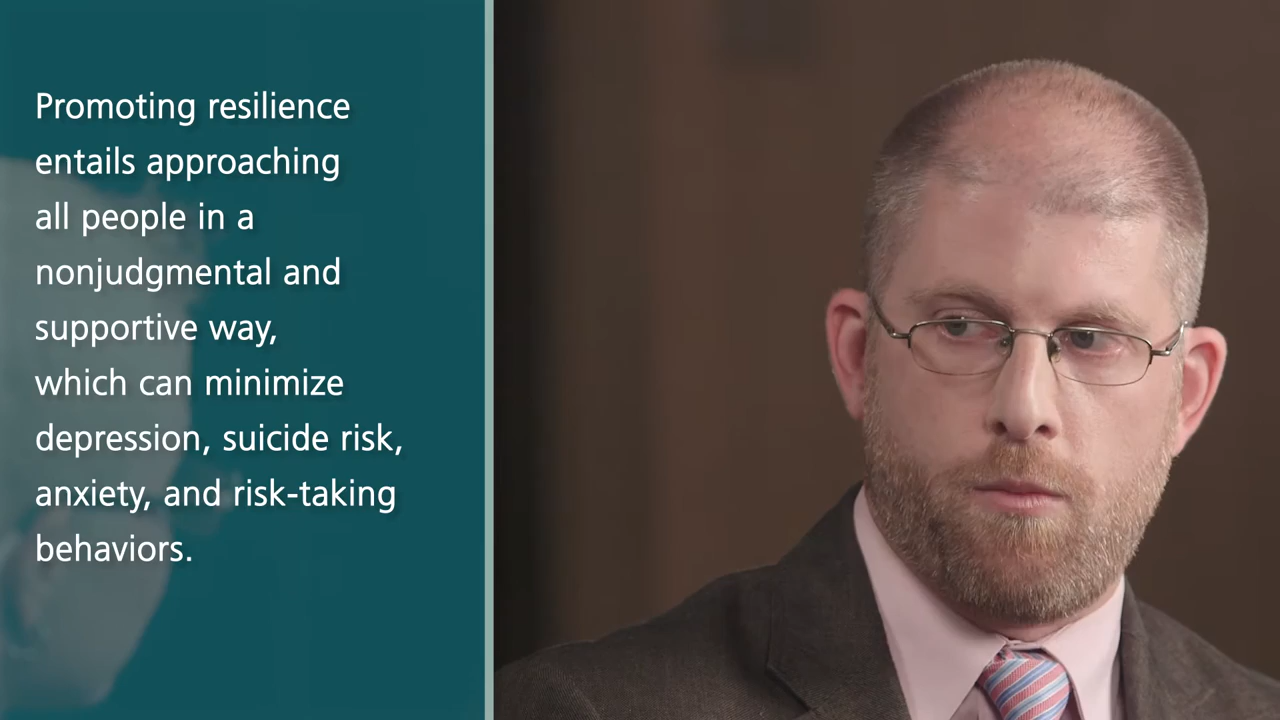 Promoting resilience
entails approaching
all people in a
nonjudgmental and
supportive way,
which can minimize
depression, suicide risk,
anxiety, and risk-taking
behaviors.